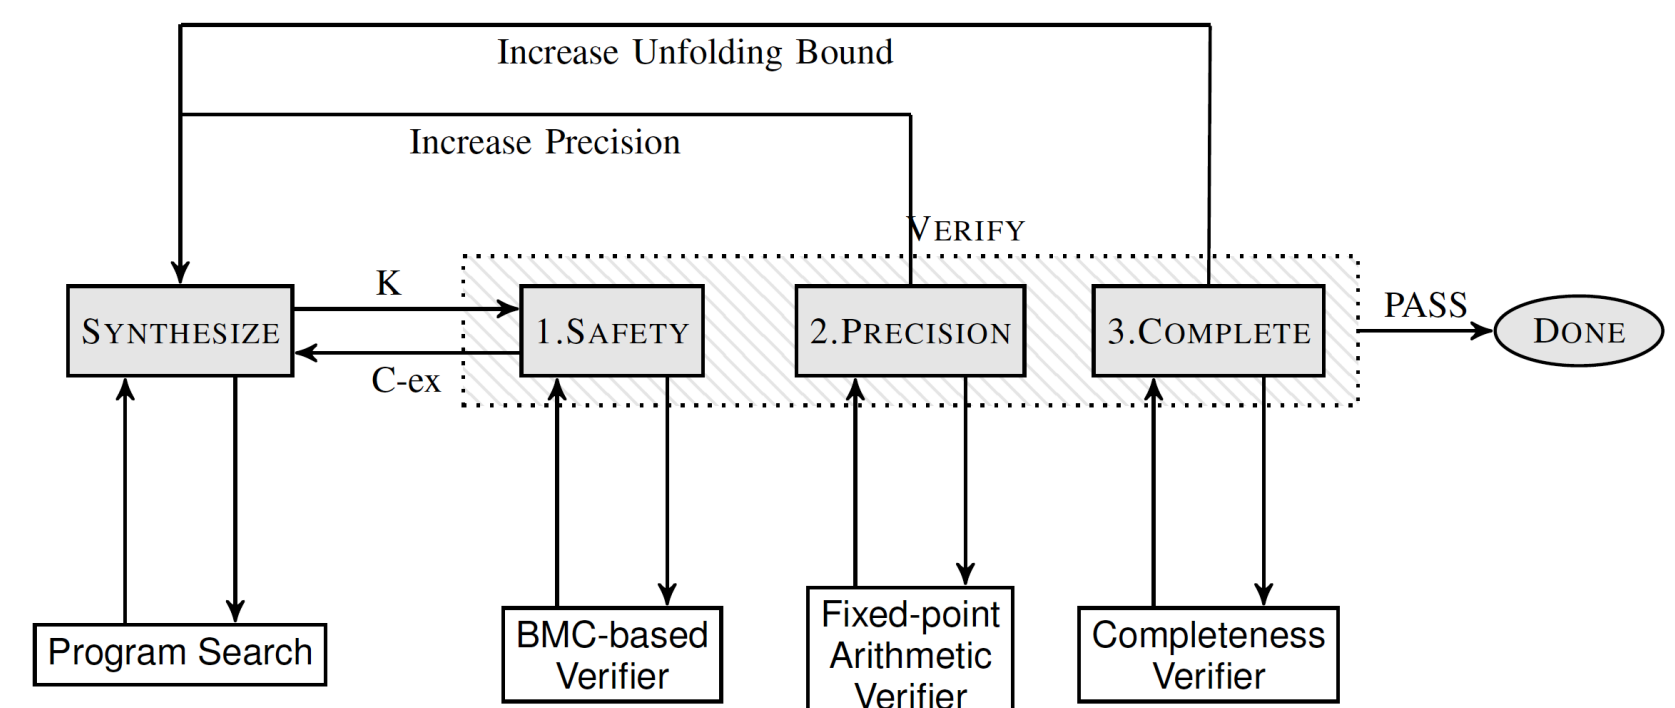 Increase Unfolding Bound
Increase Precision
VERIFY
K
PASS
SYNTHESIZE
1.SAFETY
2.PRECISION
3.COMPLETE
DONE
C-ex
Program Search
BMC-based
Verifier
Fixed-point
Arithmetic
Verifier
Completeness
Verifier